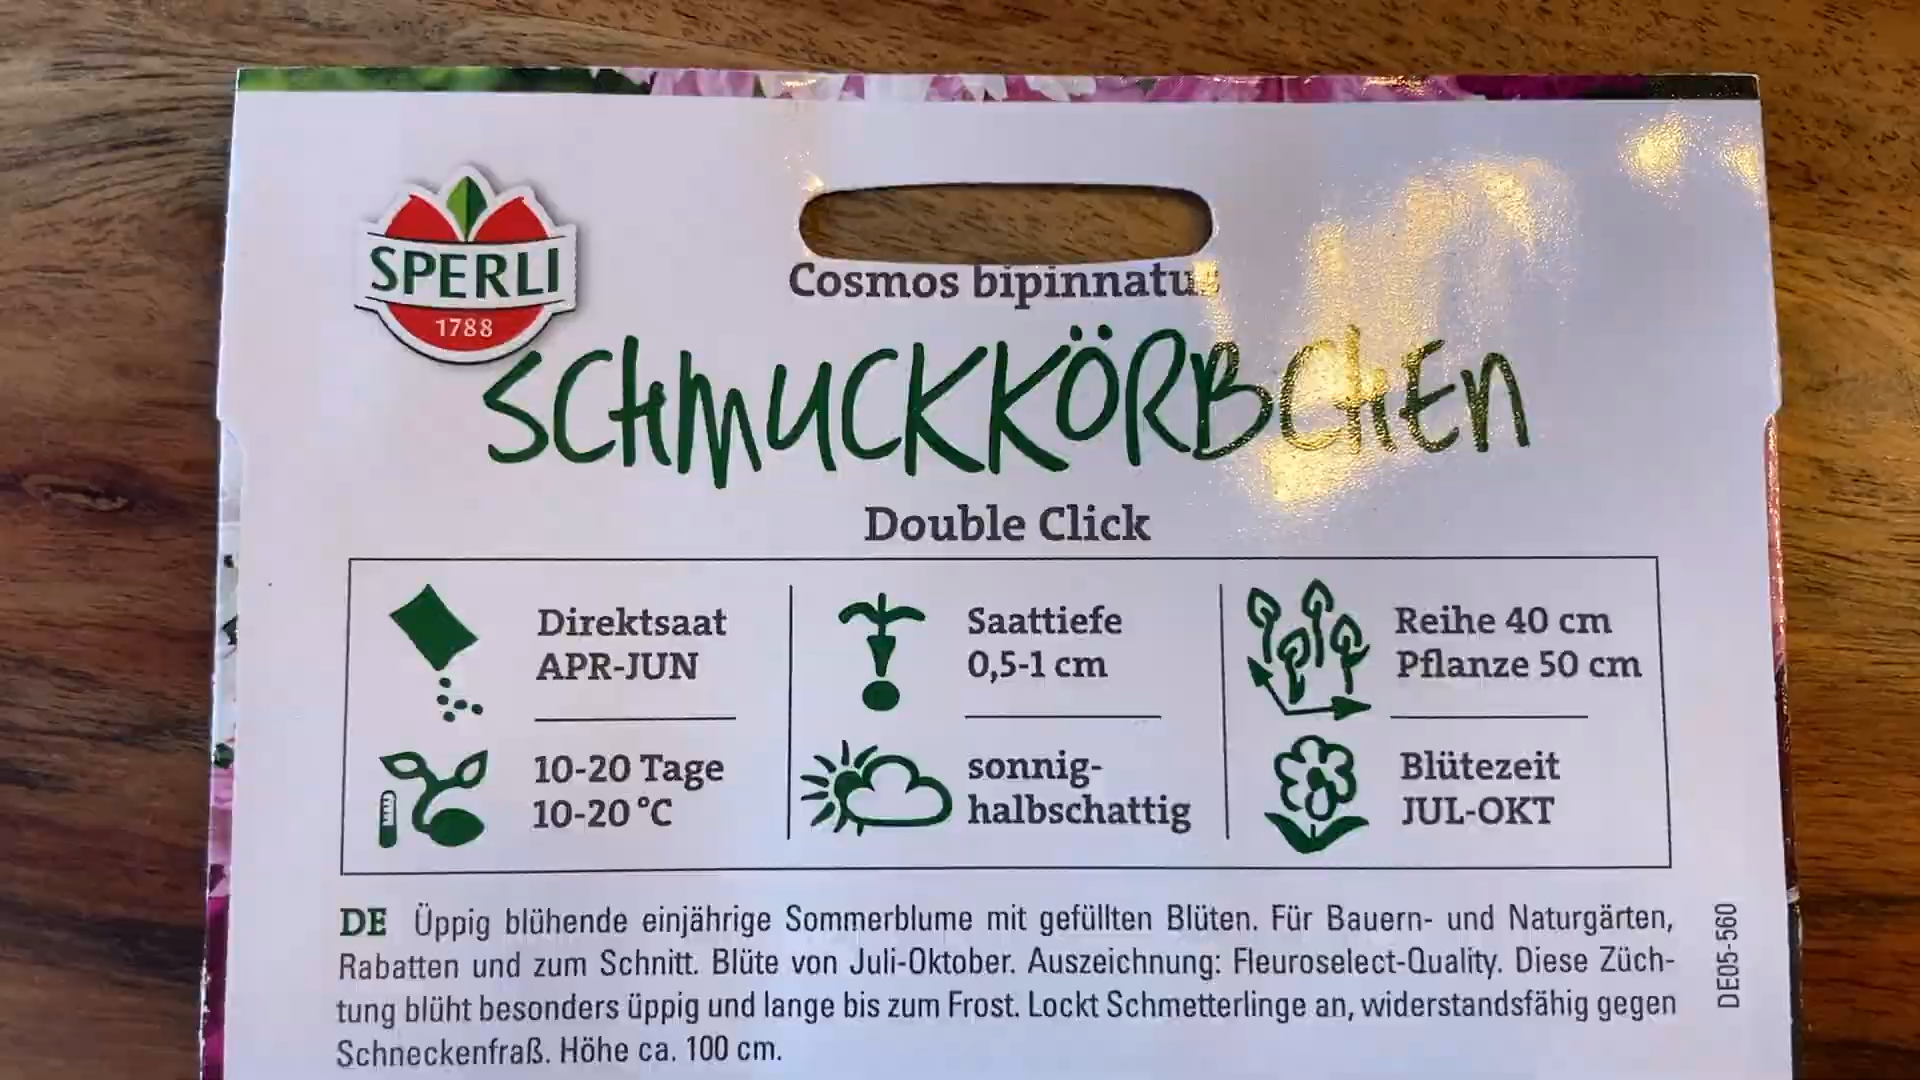 SPERLI
1788
Cosmos bipinnatus
SCHMUCKKÖRBCHEN
Double Click
Direktsaat
APR-JUN
Saattiefe
0,5-1 cm
Reihe 40 cm
Pflanze 50 cm
10-20 Tage
10-20 °C
sonnig-
halbschattig
Blütezeit
JUL-OKT
DE Üppig blühende einjährige Sommerblume mit gefüllten Blüten. Für Bauern- und Naturgärten,
Rabatten und zum Schnitt. Blüte von Juli-Oktober. Auszeichnung: Fleuroselect-Quality. Diese Züch-
tung blüht besonders üppig und lange bis zum Frost. Lockt Schmetterlinge an, widerstandsfähig gegen
Schneckenfraß. Höhe ca. 100 cm.
DE05-560